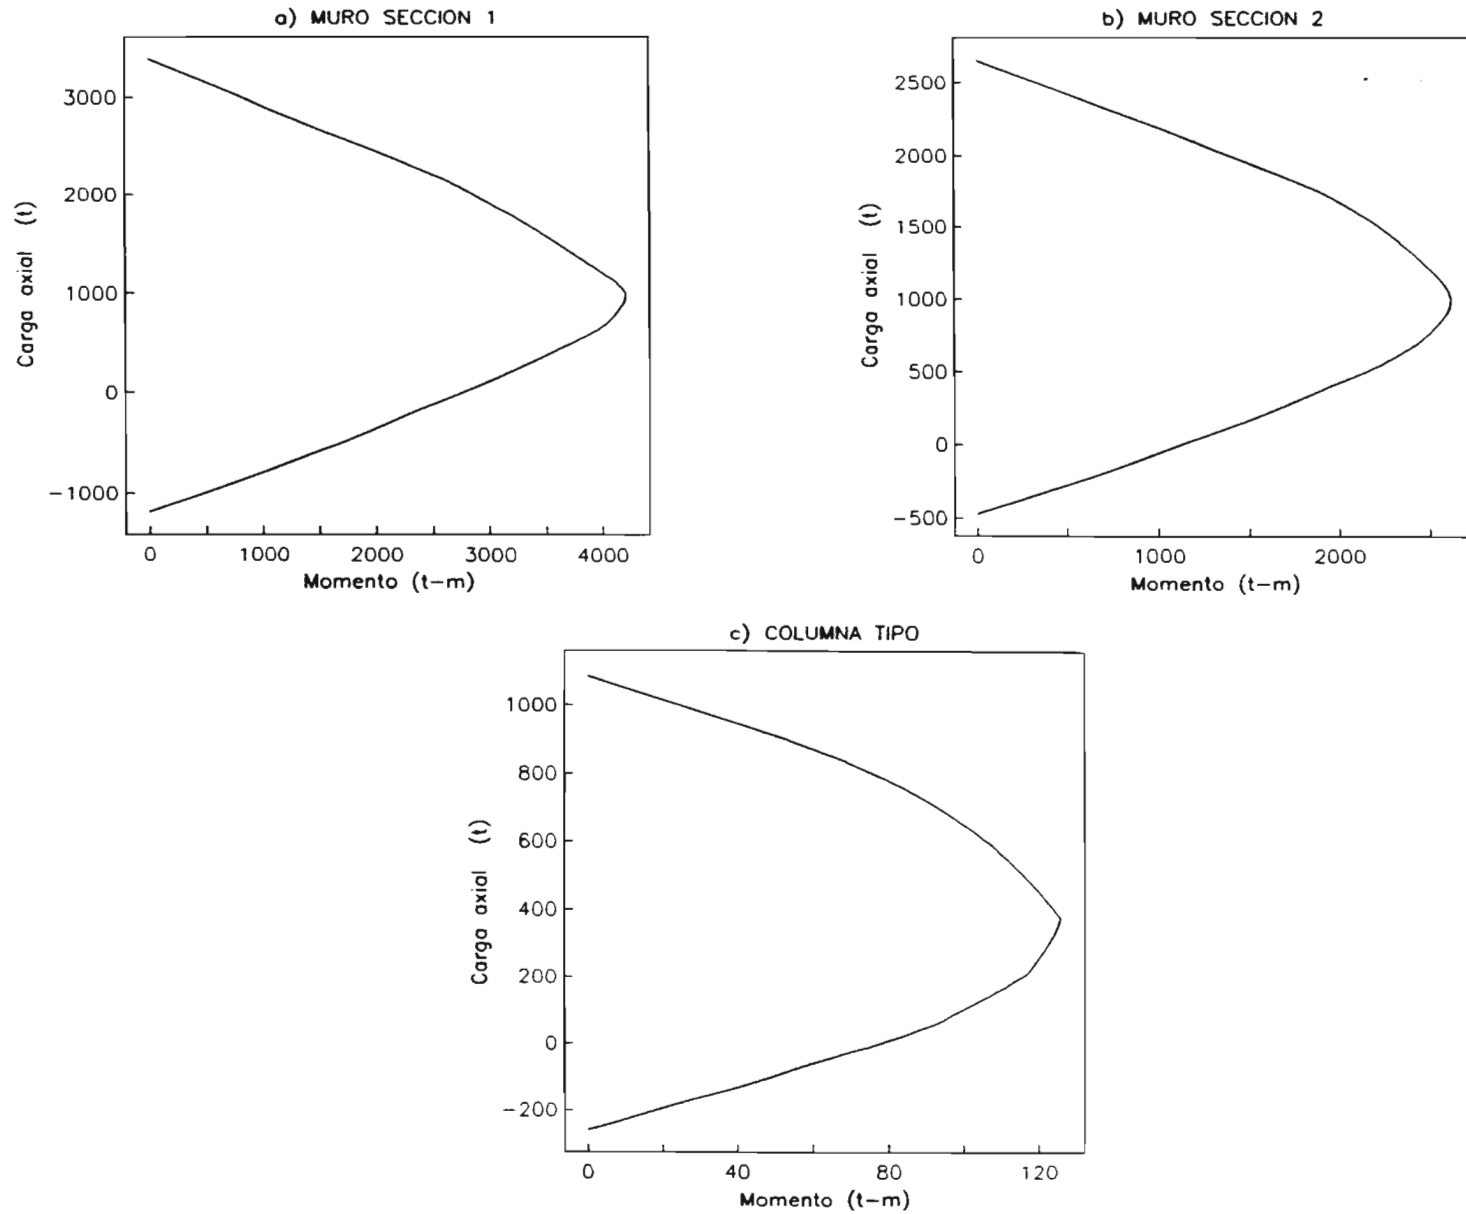 a) MURO SECCION 1
3000
2000
1000
0
−1000
Carga axial (t)
0 1000 2000 3000 4000
Momento (t−m)
b) MURO SECCION 2
2500
2000
1500
1000
500
0
−500
Carga axial (t)
0 1000 2000
Momento (t−m)
c) COLUMNA TIPO
1000
800
600
400
200
0
−200
Carga axial (t)
0 40 80 120
Momento (t−m)